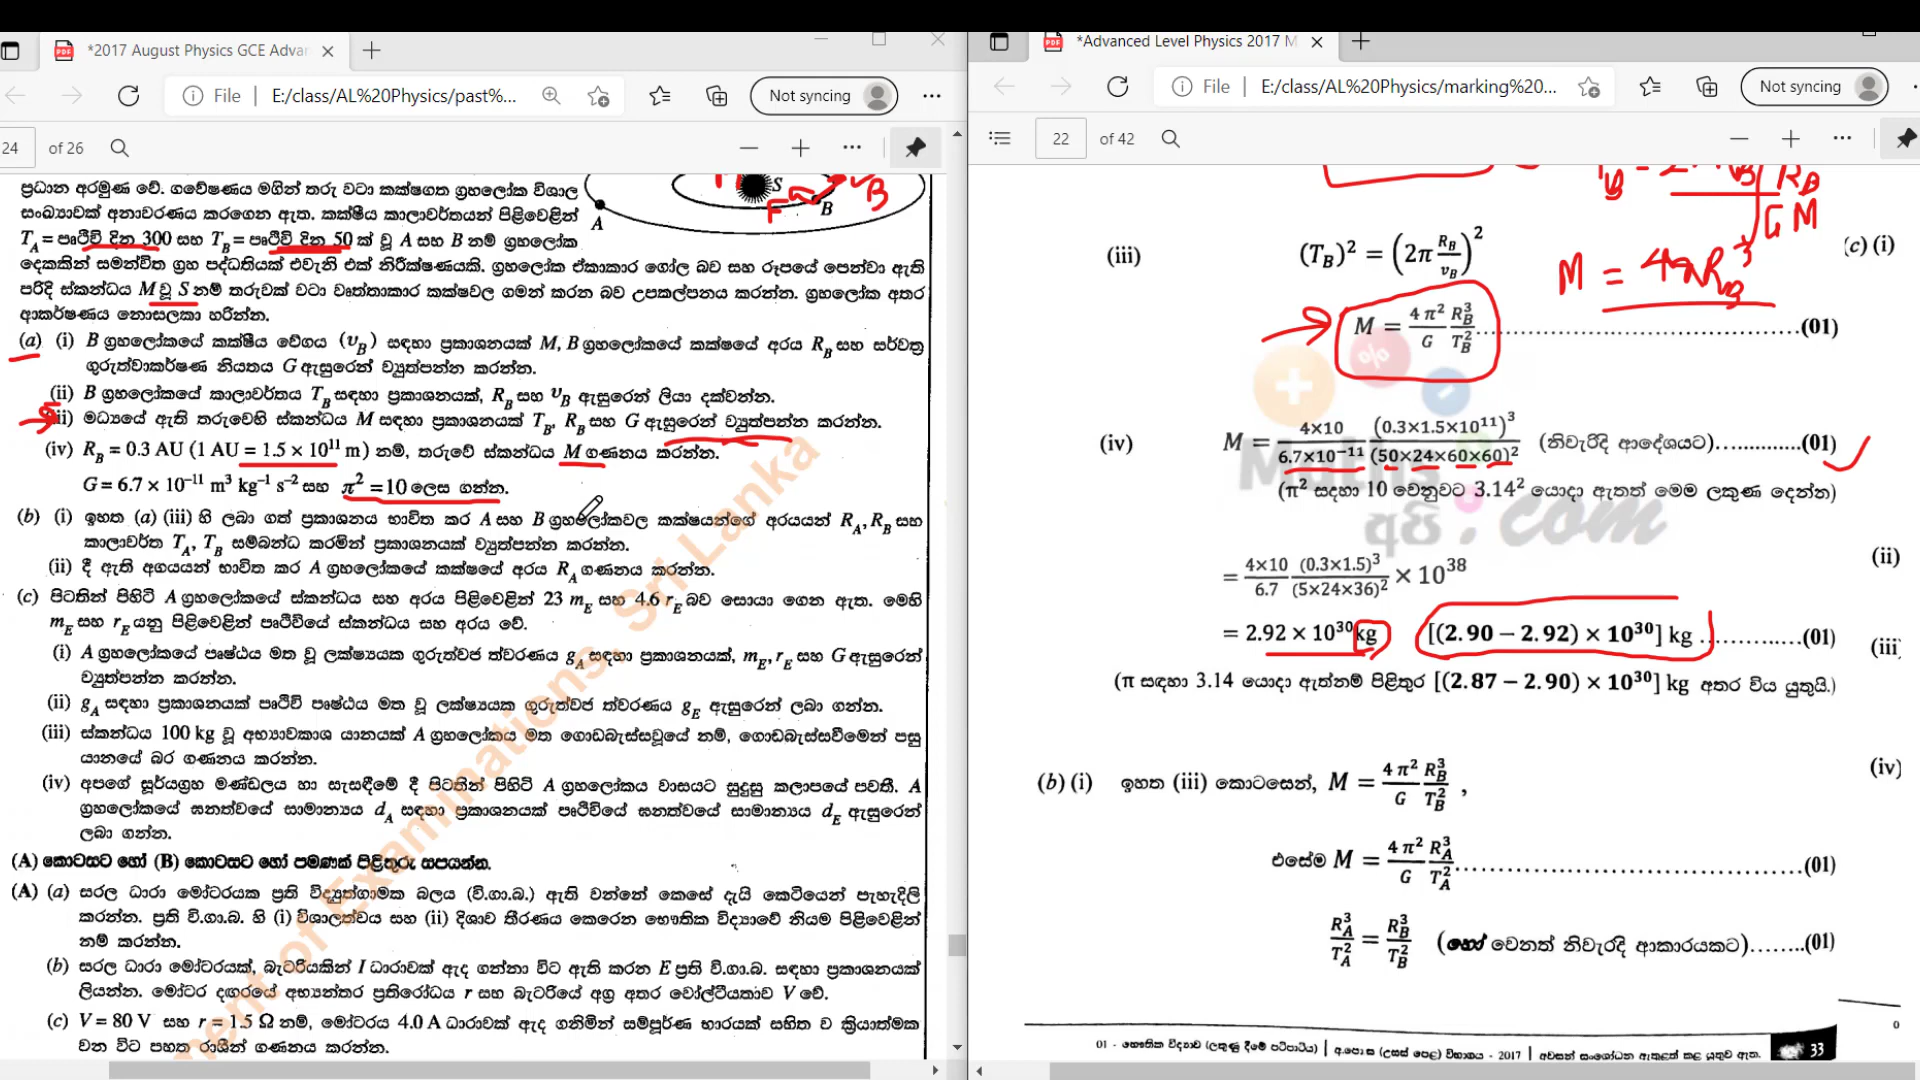 *2017 August Physics GCE Advan
*Advanced Level Physics 2017 M
File E:/class/AL%20Physics/past%... Not syncing
File E:/class/AL%20Physics/marking%20... Not syncing
24 of 26
22 of 42
ප්‍රධාන අරමුණ වේ. ගවේෂණය මගින් තරු වටා කක්ෂගත ග්‍රහලෝක විශාල
සංඛ්‍යාවක් අනාවරණය කරගෙන ඇත. කක්ෂීය කාලාවර්තයන් පිළිවෙළින්
T_A = පෘථිවි දින 300 සහ T_B = පෘථිවි දින 50 ක් වූ A සහ B නම් ග්‍රහලෝක
දෙකකින් සමන්විත ග්‍රහ පද්ධතියක් එවැනි එක් නිරීක්ෂණයකි. ග්‍රහලෝක ඒකාකාර ගෝල බව සහ රූපයේ පෙන්වා ඇති
පරිදි ස්කන්ධය M වූ S නම් තරුවක් වටා වෘත්තාකාර කක්ෂවල ගමන් කරන බව උපකල්පනය කරන්න. ග්‍රහලෝක අතර
ආකර්ෂණය නොසලකා හරින්න.
S
F
B
A
B
(a) (i) B ග්‍රහලෝකයේ කක්ෂීය වේගය (v_B) සඳහා ප්‍රකාශනයක් M, B ග්‍රහලෝකයේ කක්ෂයේ අරය R_B සහ සර්වත්‍ර
ගුරුත්වාකර්ෂණ නියතය G ඇසුරෙන් ව්‍යුත්පන්න කරන්න.
(ii) B ග්‍රහලෝකයේ කාලාවර්තය T_B සඳහා ප්‍රකාශනයක්, R_B සහ v_B ඇසුරෙන් ලියා දක්වන්න.
(iii) මධ්‍යයේ ඇති තරුවෙහි ස්කන්ධය M සඳහා ප්‍රකාශනයක් T_B, R_B සහ G ඇසුරෙන් ව්‍යුත්පන්න කරන්න.
(iv) R_B = 0.3 AU (1 AU = 1.5 × 10¹¹ m) නම්, තරුවේ ස්කන්ධය M ගණනය කරන්න.
G = 6.7 × 10⁻¹¹ m³ kg⁻¹ s⁻² සහ π² = 10 ලෙස ගන්න.
(b) (i) ඉහත (a) (iii) හි ලබා ගත් ප්‍රකාශනය භාවිත කර A සහ B ග්‍රහලෝකවල කක්ෂයන්ගේ අරයයන් R_A, R_B සහ
කාලාවර්ත T_A, T_B සම්බන්ධ කරමින් ප්‍රකාශනයක් ව්‍යුත්පන්න කරන්න.
(ii) දී ඇති අගයයන් භාවිත කර A ග්‍රහලෝකයේ කක්ෂයේ අරය R_A ගණනය කරන්න.
(c) පිටතින් පිහිටි A ග්‍රහලෝකයේ ස්කන්ධය සහ අරය පිළිවෙළින් 23 m_E සහ 4.6 r_E බව සොයා ගෙන ඇත. මෙහි
m_E සහ r_E යනු පිළිවෙළින් පෘථිවියේ ස්කන්ධය සහ අරය වේ.
(i) A ග්‍රහලෝකයේ පෘෂ්ඨය මත වූ ලක්ෂ්‍යයක ගුරුත්වජ ත්වරණය g_A සඳහා ප්‍රකාශනයක්, m_E, r_E සහ G ඇසුරෙන්
ව්‍යුත්පන්න කරන්න.
(ii) g_A සඳහා ප්‍රකාශනයක් පෘථිවි පෘෂ්ඨය මත වූ ලක්ෂ්‍යයක ගුරුත්වජ ත්වරණය g_E ඇසුරෙන් ලබා ගන්න.
(iii) ස්කන්ධය 100 kg වූ අභ්‍යවකාශ යානයක් A ග්‍රහලෝකය මත ගොඩබැස්සවූයේ නම්, ගොඩබැස්සවීමෙන් පසු
යානයේ බර ගණනය කරන්න.
(iv) අපගේ සූර්යග්‍රහ මණ්ඩලය හා සැසඳීමේ දී පිටතින් පිහිටි A ග්‍රහලෝකය වාසයට සුදුසු කලාපයේ පවතී. A
ග්‍රහලෝකයේ ඝනත්වයේ සාමාන්‍යය d_A සඳහා ප්‍රකාශනයක් පෘථිවියේ ඝනත්වයේ සාමාන්‍යය d_E ඇසුරෙන්
ලබා ගන්න.
(A) කොටසට හෝ (B) කොටසට හෝ පමණක් පිළිතුරු සපයන්න.
(A) (a) සරල ධාරා මෝටරයක ප්‍රති විද්‍යුත්ගාමක බලය (වි.ගා.බ.) ඇති වන්නේ කෙසේ දැයි කෙටියෙන් පැහැදිලි
කරන්න. ප්‍රති වි.ගා.බ. හි (i) විශාලත්වය සහ (ii) දිශාව තීරණය කෙරෙන භෞතික විද්‍යාවේ නියම පිළිවෙළින්
නම් කරන්න.
(b) සරල ධාරා මෝටරයක්, බැටරියකින් I ධාරාවක් ඇද ගන්නා විට ඇති කරන E ප්‍රති වි.ගා.බ. සඳහා ප්‍රකාශනයක්
ලියන්න. මෝටර දඟරයේ අභ්‍යන්තර ප්‍රතිරෝධය r සහ බැටරියේ අග්‍ර අතර වෝල්ටීයතාව V වේ.
(c) V = 80 V සහ r = 1.5 Ω නම්, මෝටරය 4.0 A ධාරාවක් ඇද ගනිමින් සම්පූර්ණ භාරයක් සහිත ව ක්‍රියාත්මක
වන විට පහත රාශීන් ගණනය කරන්න.
ment of Examinations, Sri Lanka
R_B
G M
(iii) (T_B)² = (2π R_B/v_B)²
M = 4π²/G R_B³/T_B² ........(01)
(c) (i)
(iv) M = 4×10/6.7×10⁻¹¹ (0.3×1.5×10¹¹)³/(50×24×60×60)² (නිවැරදි ආදේශයට)............(01)
(π² සඳහා 10 වෙනුවට 3.14² යොදා ඇතත් මෙම ලකුණ දෙන්න)
Maths
අපි.com
(ii)
= 4×10/6.7 (0.3×1.5)³/(5×24×36)² × 10³⁸
= 2.92 × 10³⁰ kg [(2.90 − 2.92) × 10³⁰] kg .............(01)
(iii
(π සඳහා 3.14 යොදා ඇත්නම් පිළිතුර [(2.87 − 2.90) × 10³⁰] kg අතර විය යුතුයි.)
(iv)
(b) (i) ඉහත (iii) කොටසෙන්, M = 4π²/G R_B³/T_B² ,
එසේම M = 4π²/G R_A³/T_A² ........(01)
R_A³/T_A² = R_B³/T_B² (හෝ වෙනත් නිවැරදි ආකාරයකට)........(01)
01 - භෞතික විද්‍යාව (ලකුණු දීමේ පටිපාටිය) | අ.පො.ස (උසස් පෙළ) විභාගය - 2017 | අවසන් සංශෝධන ඇතුළත් කළ යුතුව ඇත. 33